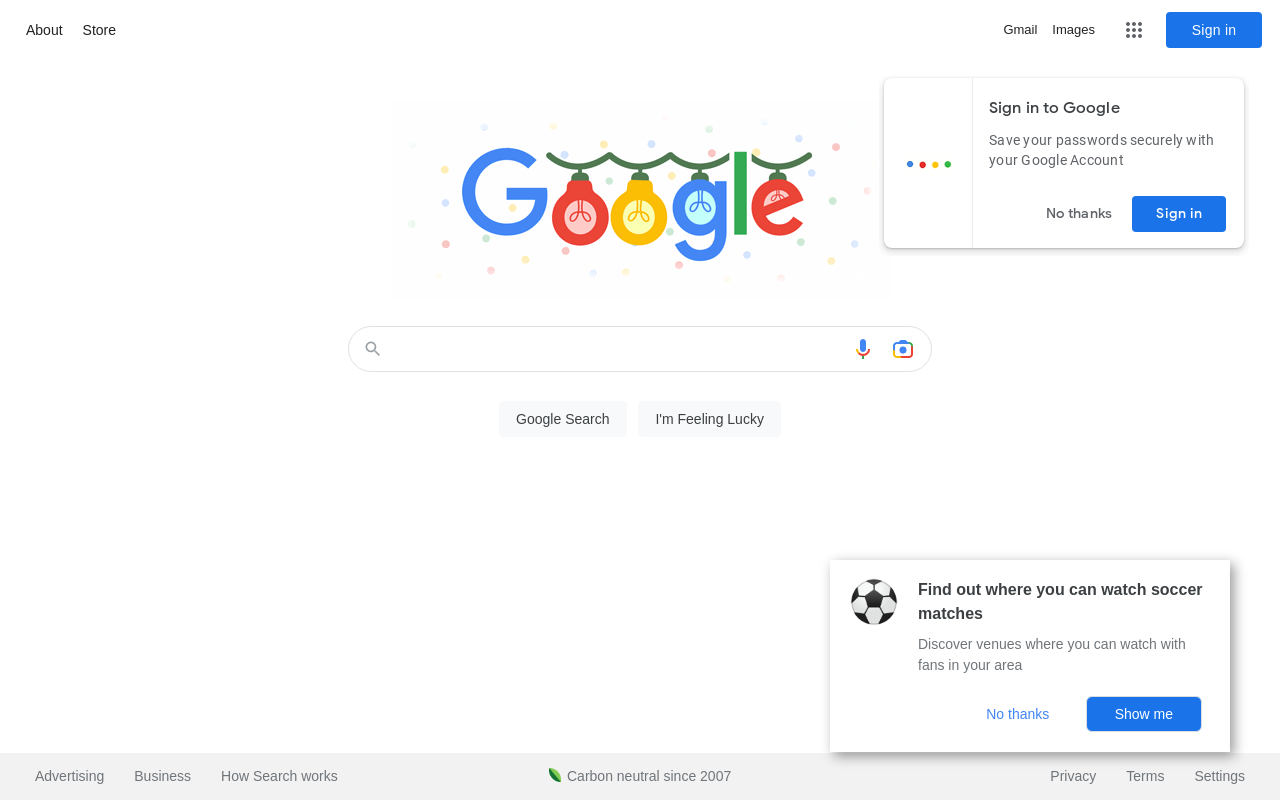 About Store Gmail Images Sign in
Sign in to Google
Save your passwords securely with
your Google Account
No thanks Sign in
Google
Google Search I'm Feeling Lucky
Find out where you can watch soccer
matches
Discover venues where you can watch with
fans in your area
No thanks Show me
Advertising Business How Search works Carbon neutral since 2007 Privacy Terms Settings